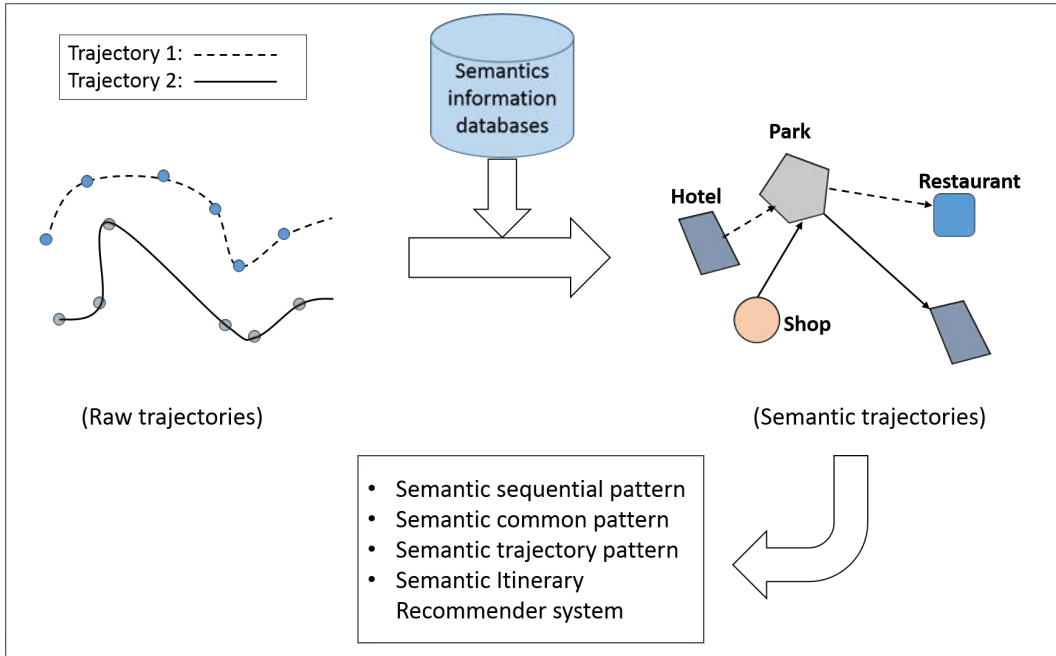 Trajectory 1:
Trajectory 2:
Semantics
information
databases
Park
Hotel
Restaurant
Shop
(Raw trajectories)
(Semantic trajectories)
• Semantic sequential pattern
• Semantic common pattern
• Semantic trajectory pattern
• Semantic Itinerary
Recommender system